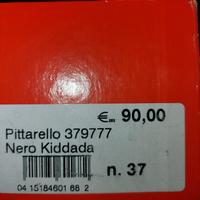 €... 90,00
Pittarello 379777
Nero Kiddada
n. 37
04 15184601 68 2